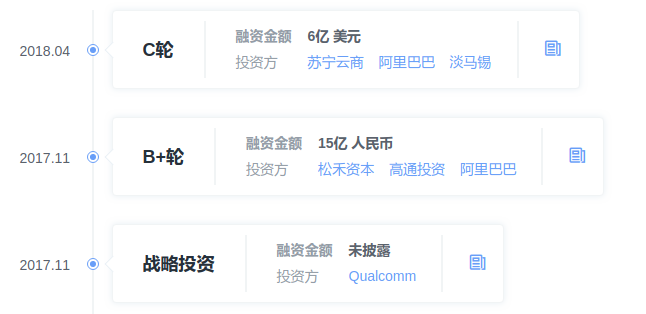 2018.04 C轮 融资金额 6亿 美元
投资方 苏宁云商 阿里巴巴 淡马锡
2017.11 B+轮 融资金额 15亿 人民币
投资方 松禾资本 高通投资 阿里巴巴
2017.11 战略投资 融资金额 未披露
投资方 Qualcomm